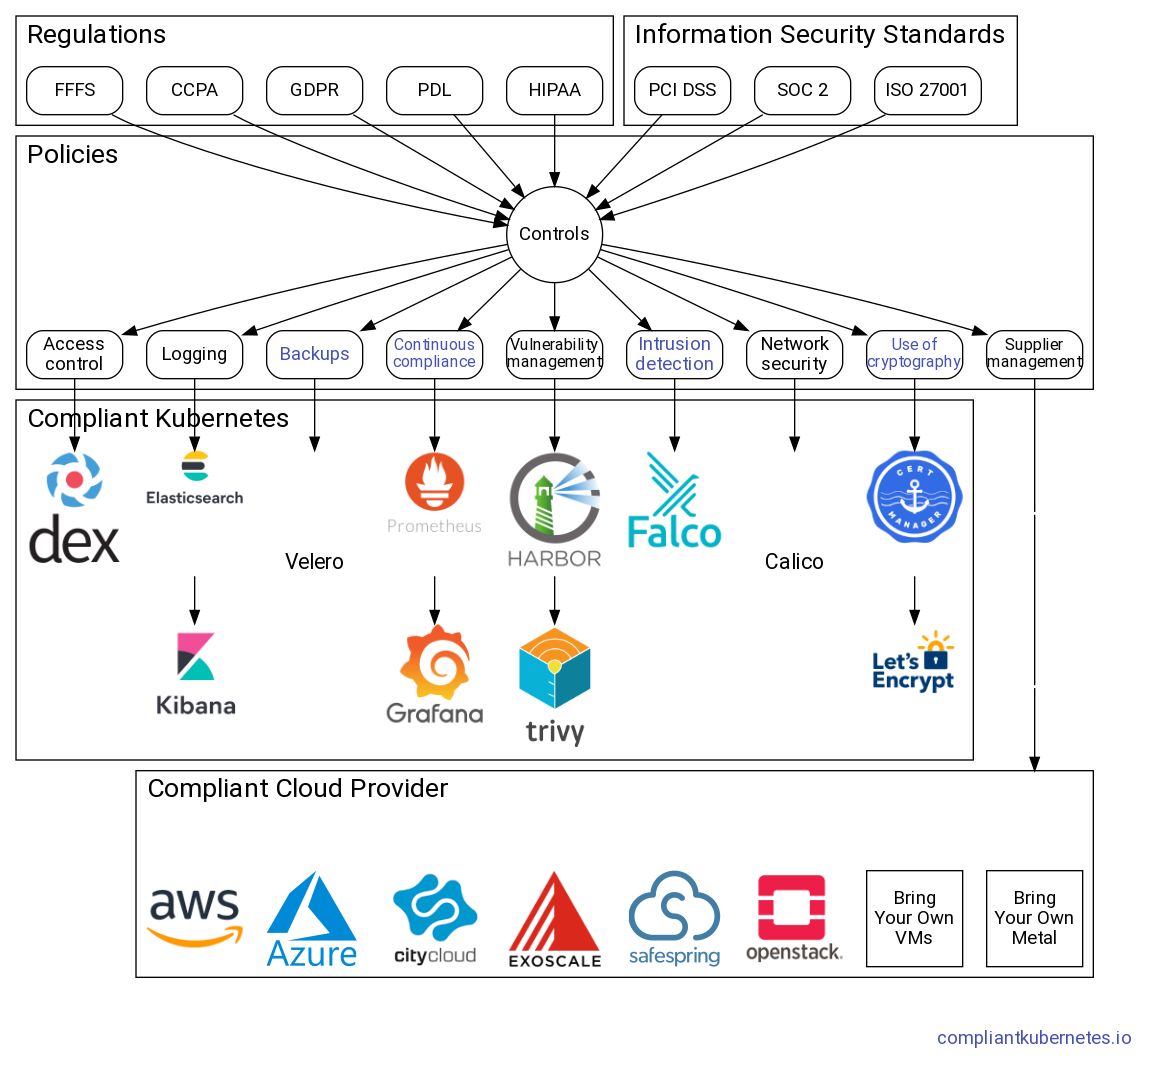 Regulations
Information Security Standards
FFFS
CCPA
GDPR
PDL
HIPAA
PCI DSS
SOC 2
ISO 27001
Policies
Controls
Access
control
Logging
Backups
Continuous
compliance
Vulnerability
management
Intrusion
detection
Network
security
Use of
cryptography
Supplier
management
Compliant Kubernetes
dex
Elasticsearch
Velero
Prometheus
HARBOR
Falco
Calico
CERT
MANAGER
Kibana
Grafana
trivy
Let's
Encrypt
Compliant Cloud Provider
aws
Azure
citycloud
EXOSCALE
safespring
openstack.
Bring
Your Own
VMs
Bring
Your Own
Metal
compliantkubernetes.io